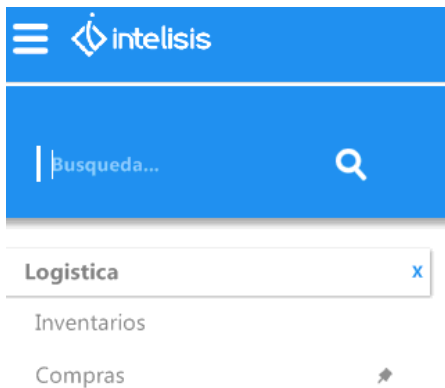 intelisis
Busqueda...
Logistica x
Inventarios
Compras